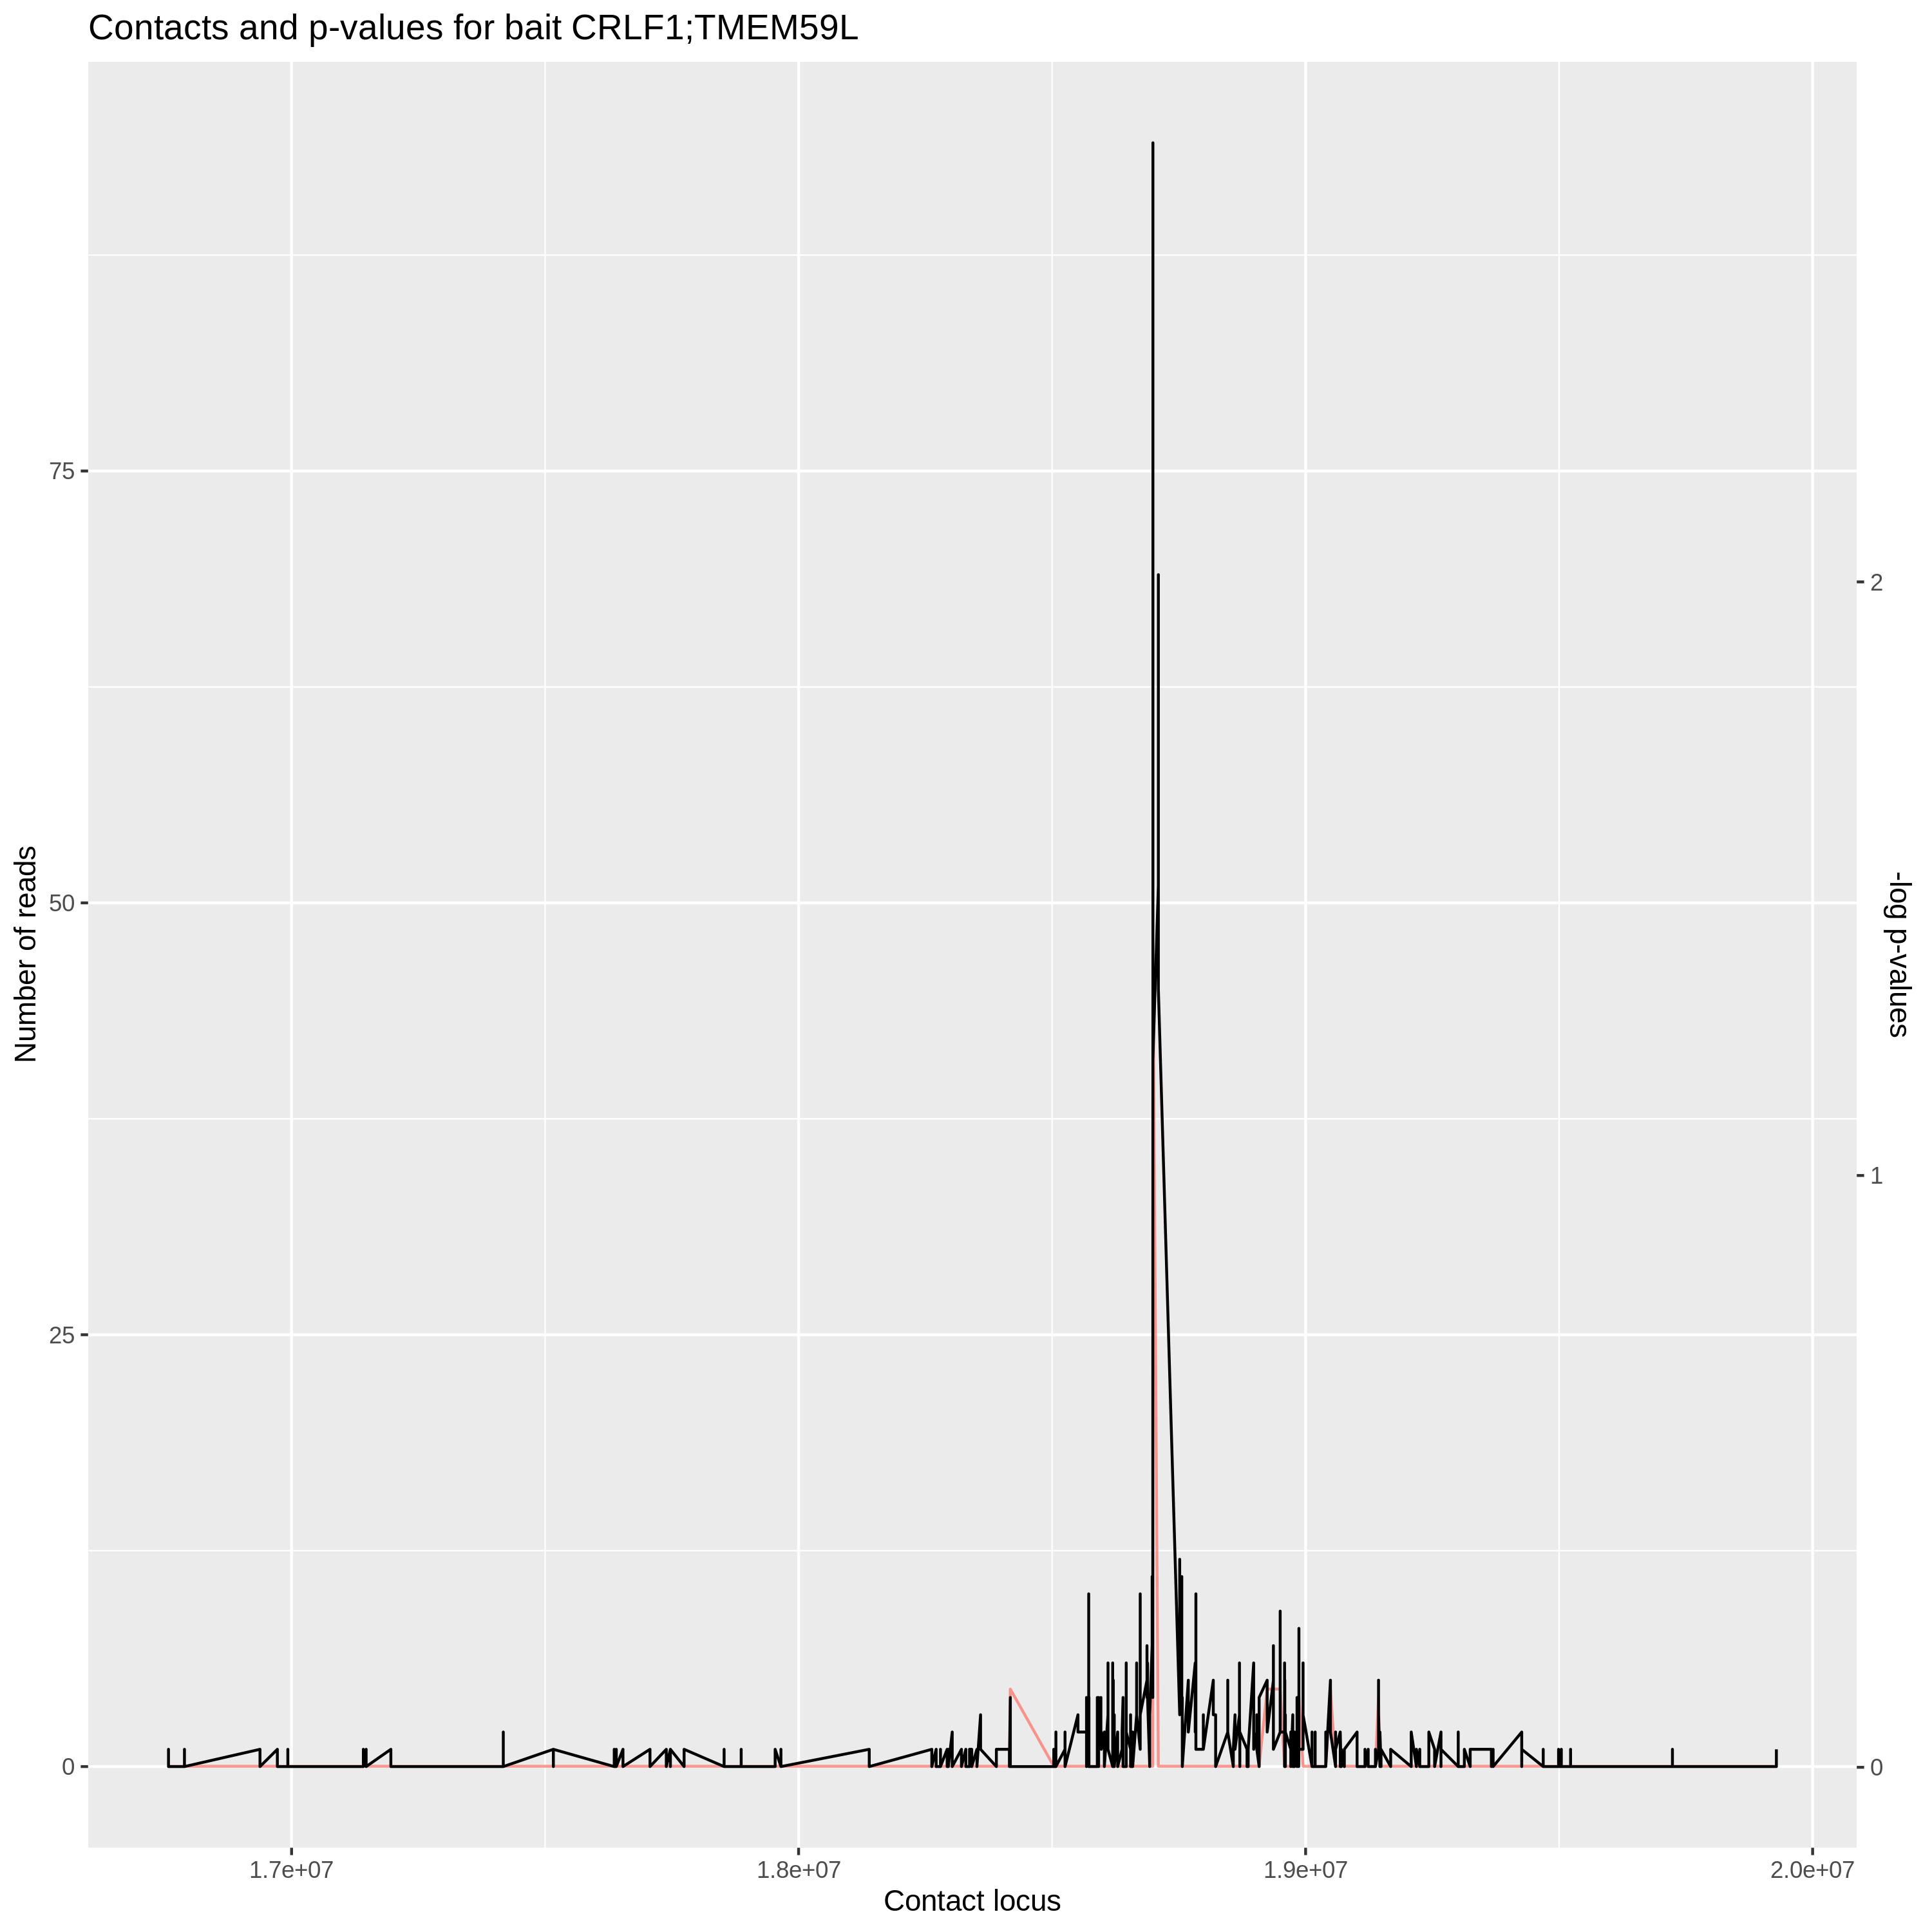 Contacts and p-values for bait CRLF1;TMEM59L
75
50
25
0
Number of reads
2
1
0
-log p-values
1.7e+07 1.8e+07 1.9e+07 2.0e+07
Contact locus